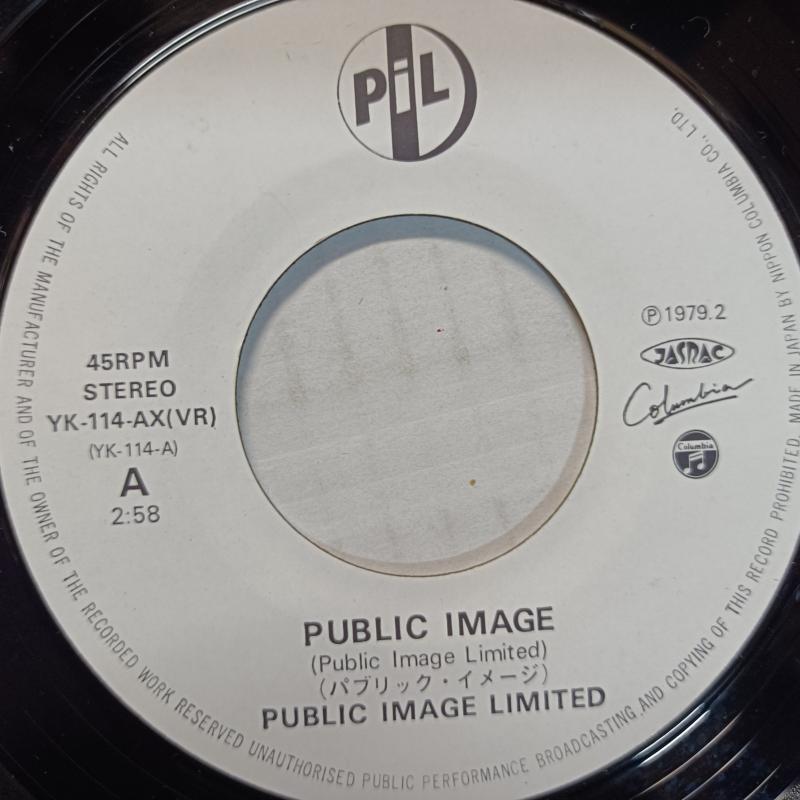 PiL
ALL RIGHTS OF THE MANUFACTURER AND OF THE OWNER OF THE RECORDED WORK RESERVED UNAUTHORISED PUBLIC PERFORMANCE BROADCASTING AND COPYING OF THIS RECORD PROHIBITED. MADE IN JAPAN BY NIPPON COLUMBIA CO., LTD.
45RPM
STEREO
YK-114-AX(VR)
(YK-114-A)
A
2:58
Ⓟ1979.2
JASRAC
Columbia
Columbia
PUBLIC IMAGE
(Public Image Limited)
(パブリック・イメージ)
PUBLIC IMAGE LIMITED